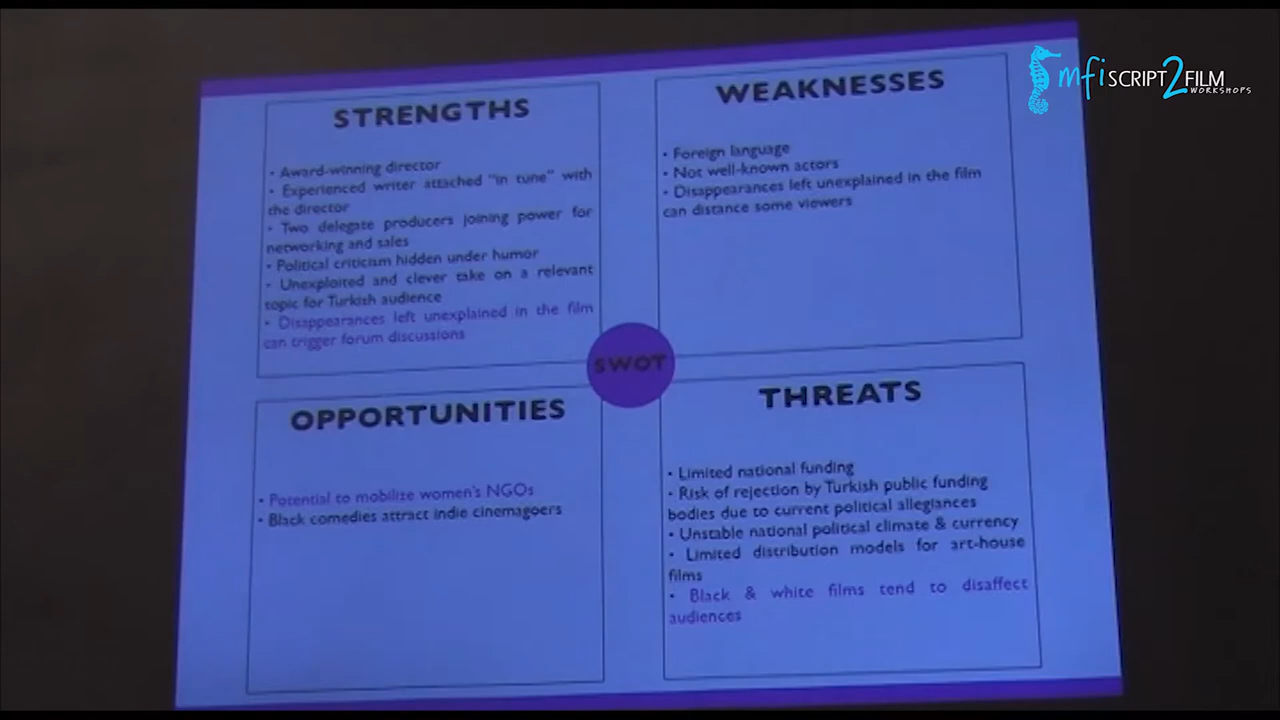 mfi SCRIPT2FILM
WORKSHOPS
STRENGTHS
• Award-winning director
• Experienced writer attached "in tune" with
the director
• Two delegate producers joining power for
networking and sales
• Political criticism hidden under humor
• Unexploited and clever take on a relevant
topic for Turkish audience
• Disappearances left unexplained in the film
can trigger forum discussions
WEAKNESSES
• Foreign language
• Not well-known actors
• Disappearances left unexplained in the film
can distance some viewers
SWOT
OPPORTUNITIES
• Potential to mobilize women's NGOs
• Black comedies attract indie cinemagoers
THREATS
• Limited national funding
• Risk of rejection by Turkish public funding
bodies due to current political allegiances
• Unstable national political climate & currency
• Limited distribution models for art-house
films
• Black & white films tend to disaffect
audiences